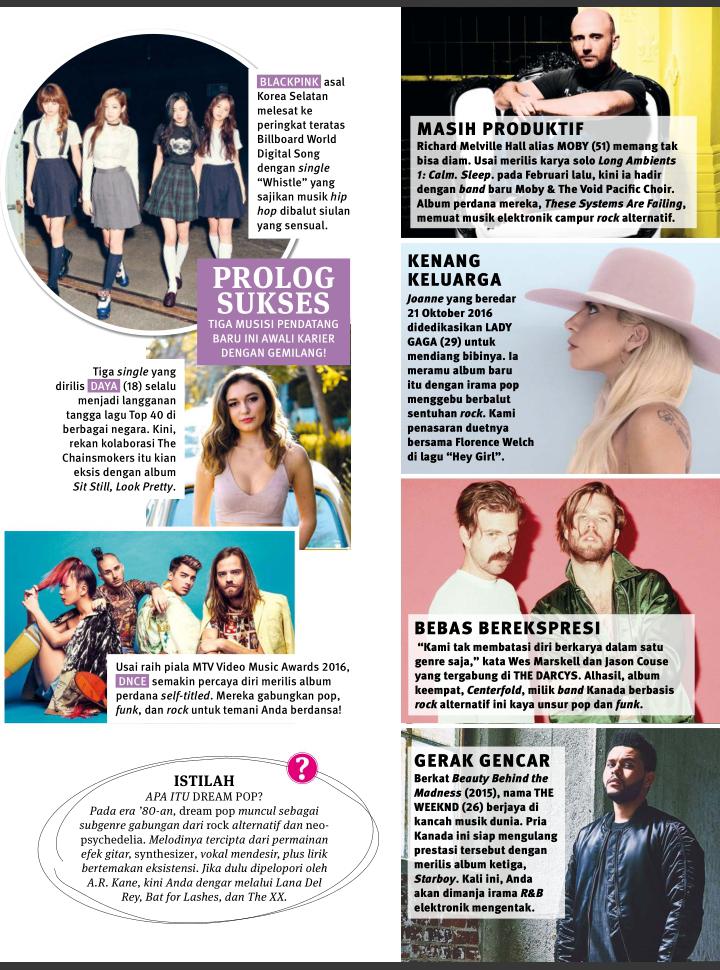 BLACKPINK asal
Korea Selatan
melesat ke
peringkat teratas
Billboard World
Digital Song
dengan single
“Whistle” yang
sajikan musik hip
hop dibalut siulan
yang sensual.
PROLOG
SUKSES
TIGA MUSISI PENDATANG
BARU INI AWALI KARIER
DENGAN GEMILANG!
Tiga single yang
dirilis DAYA (18) selalu
menjadi langganan
tangga lagu Top 40 di
berbagai negara. Kini,
rekan kolaborasi The
Chainsmokers itu kian
eksis dengan album
Sit Still, Look Pretty.
Usai raih piala MTV Video Music Awards 2016,
DNCE semakin percaya diri merilis album
perdana self-titled. Mereka gabungkan pop,
funk, dan rock untuk temani Anda berdansa!
?
ISTILAH
APA ITU DREAM POP?
Pada era ’80-an, dream pop muncul sebagai
subgenre gabungan dari rock alternatif dan neo-
psychedelia. Melodinya tercipta dari permainan
efek gitar, synthesizer, vokal mendesir, plus lirik
bertemakan eksistensi. Jika dulu dipelopori oleh
A.R. Kane, kini Anda dengar melalui Lana Del
Rey, Bat for Lashes, dan The XX.
MASIH PRODUKTIF
Richard Melville Hall alias MOBY (51) memang tak
bisa diam. Usai merilis karya solo Long Ambients
1: Calm. Sleep. pada Februari lalu, kini ia hadir
dengan band baru Moby & The Void Pacific Choir.
Album perdana mereka, These Systems Are Failing,
memuat musik elektronik campur rock alternatif.
KENANG
KELUARGA
Joanne yang beredar
21 Oktober 2016
didedikasikan LADY
GAGA (29) untuk
mendiang bibinya. Ia
meramu album baru
itu dengan irama pop
menggebu berbalut
sentuhan rock. Kami
penasaran duetnya
bersama Florence Welch
di lagu “Hey Girl”.
BEBAS BEREKSPRESI
“Kami tak membatasi diri berkarya dalam satu
genre saja,” kata Wes Marskell dan Jason Couse
yang tergabung di THE DARCYS. Alhasil, album
keempat, Centerfold, milik band Kanada berbasis
rock alternatif ini kaya unsur pop dan funk.
GERAK GENCAR
Berkat Beauty Behind the
Madness (2015), nama THE
WEEKND (26) berjaya di
kancah musik dunia. Pria
Kanada ini siap mengulang
prestasi tersebut dengan
merilis album ketiga,
Starboy. Kali ini, Anda
akan dimanja irama R&B
elektronik mengentak.